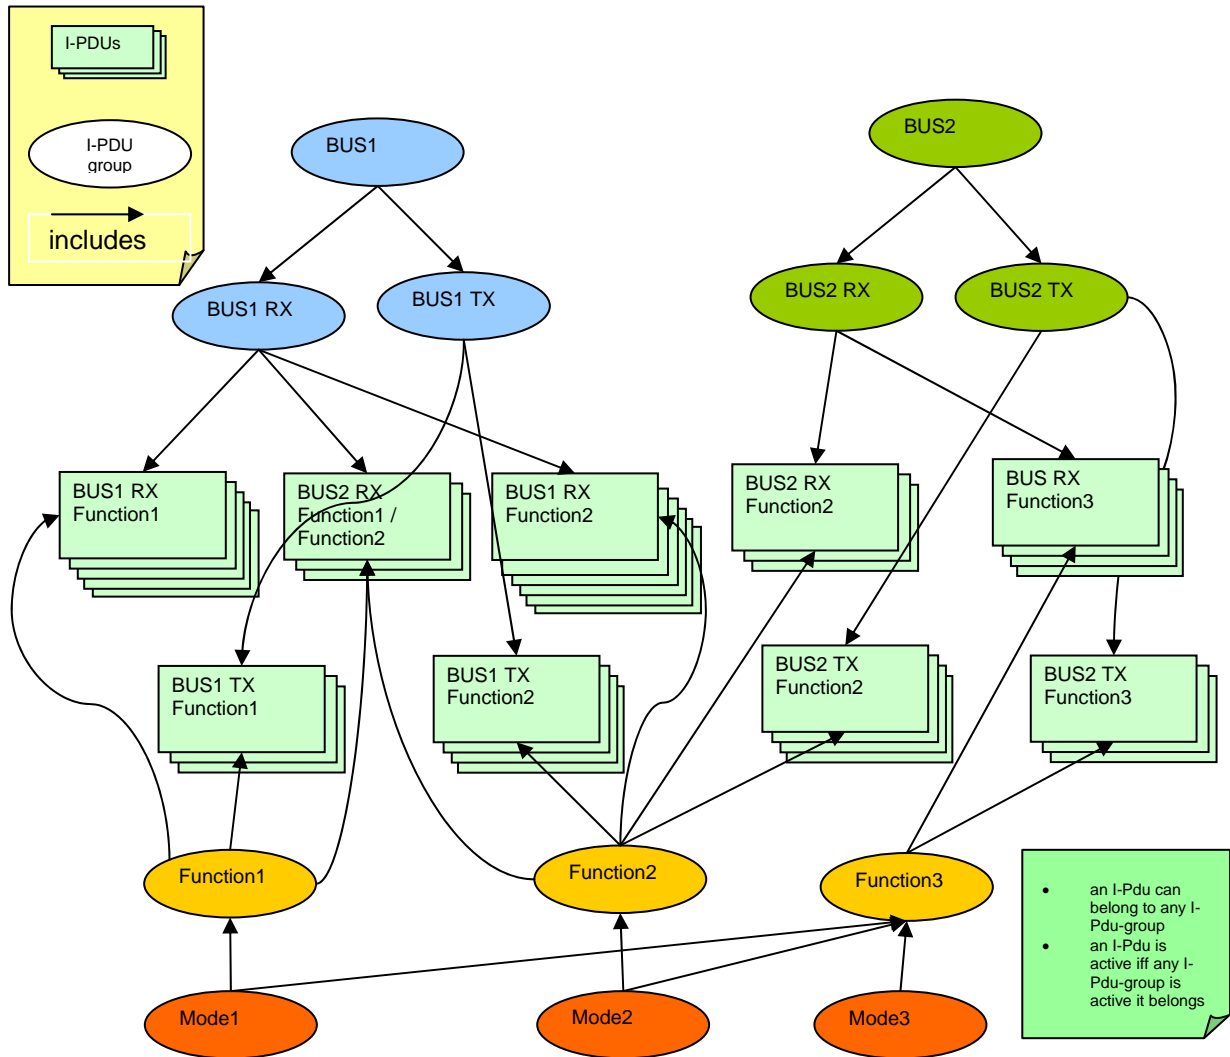 I-PDUs
I-PDU
group
includes
BUS1
BUS2
BUS1 RX
BUS1 TX
BUS2 RX
BUS2 TX
BUS1 RX
Function1
BUS2 RX
Function1 /
Function2
BUS1 RX
Function2
BUS2 RX
Function2
BUS RX
Function3
BUS1 TX
Function1
BUS1 TX
Function2
BUS2 TX
Function2
BUS2 TX
Function3
Function1
Function2
Function3
• an I-Pdu can
belong to any I-
Pdu-group
• an I-Pdu is
active iff any I-
Pdu-group is
active it belongs
Mode1
Mode2
Mode3